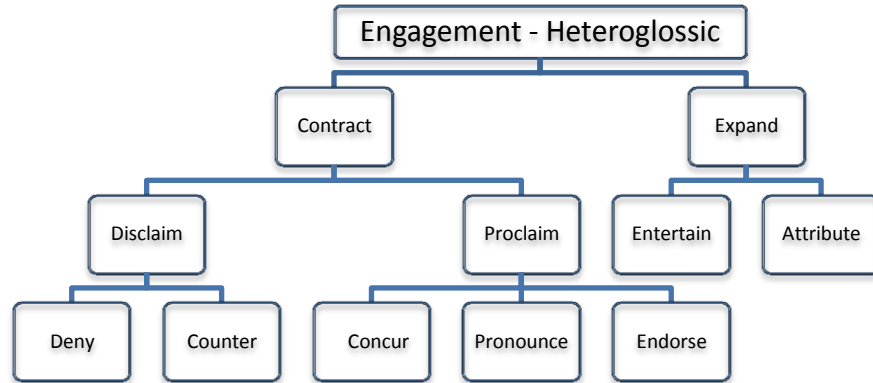 Engagement - Heteroglossic
Contract
Expand
Disclaim
Proclaim
Entertain
Attribute
Deny
Counter
Concur
Pronounce
Endorse